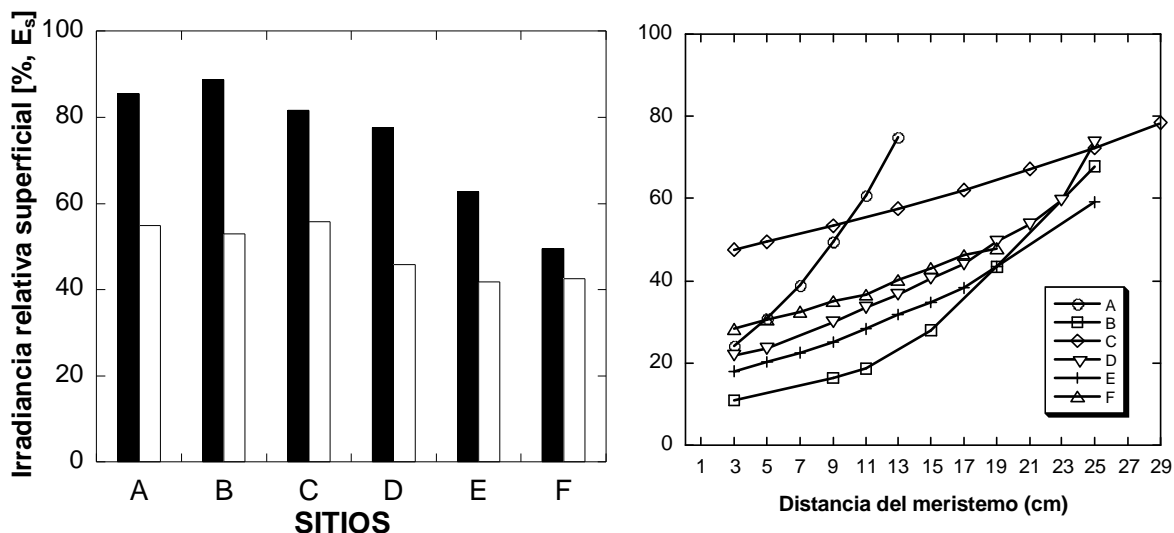 Irradiancia relativa superficial [%, Es]
100
80
60
40
20
0
A B C D E F
SITIOS
100
80
60
40
20
0
1 3 5 7 9 11 13 15 17 19 21 23 25 27 29
Distancia del meristemo (cm)
A
B
C
D
E
F